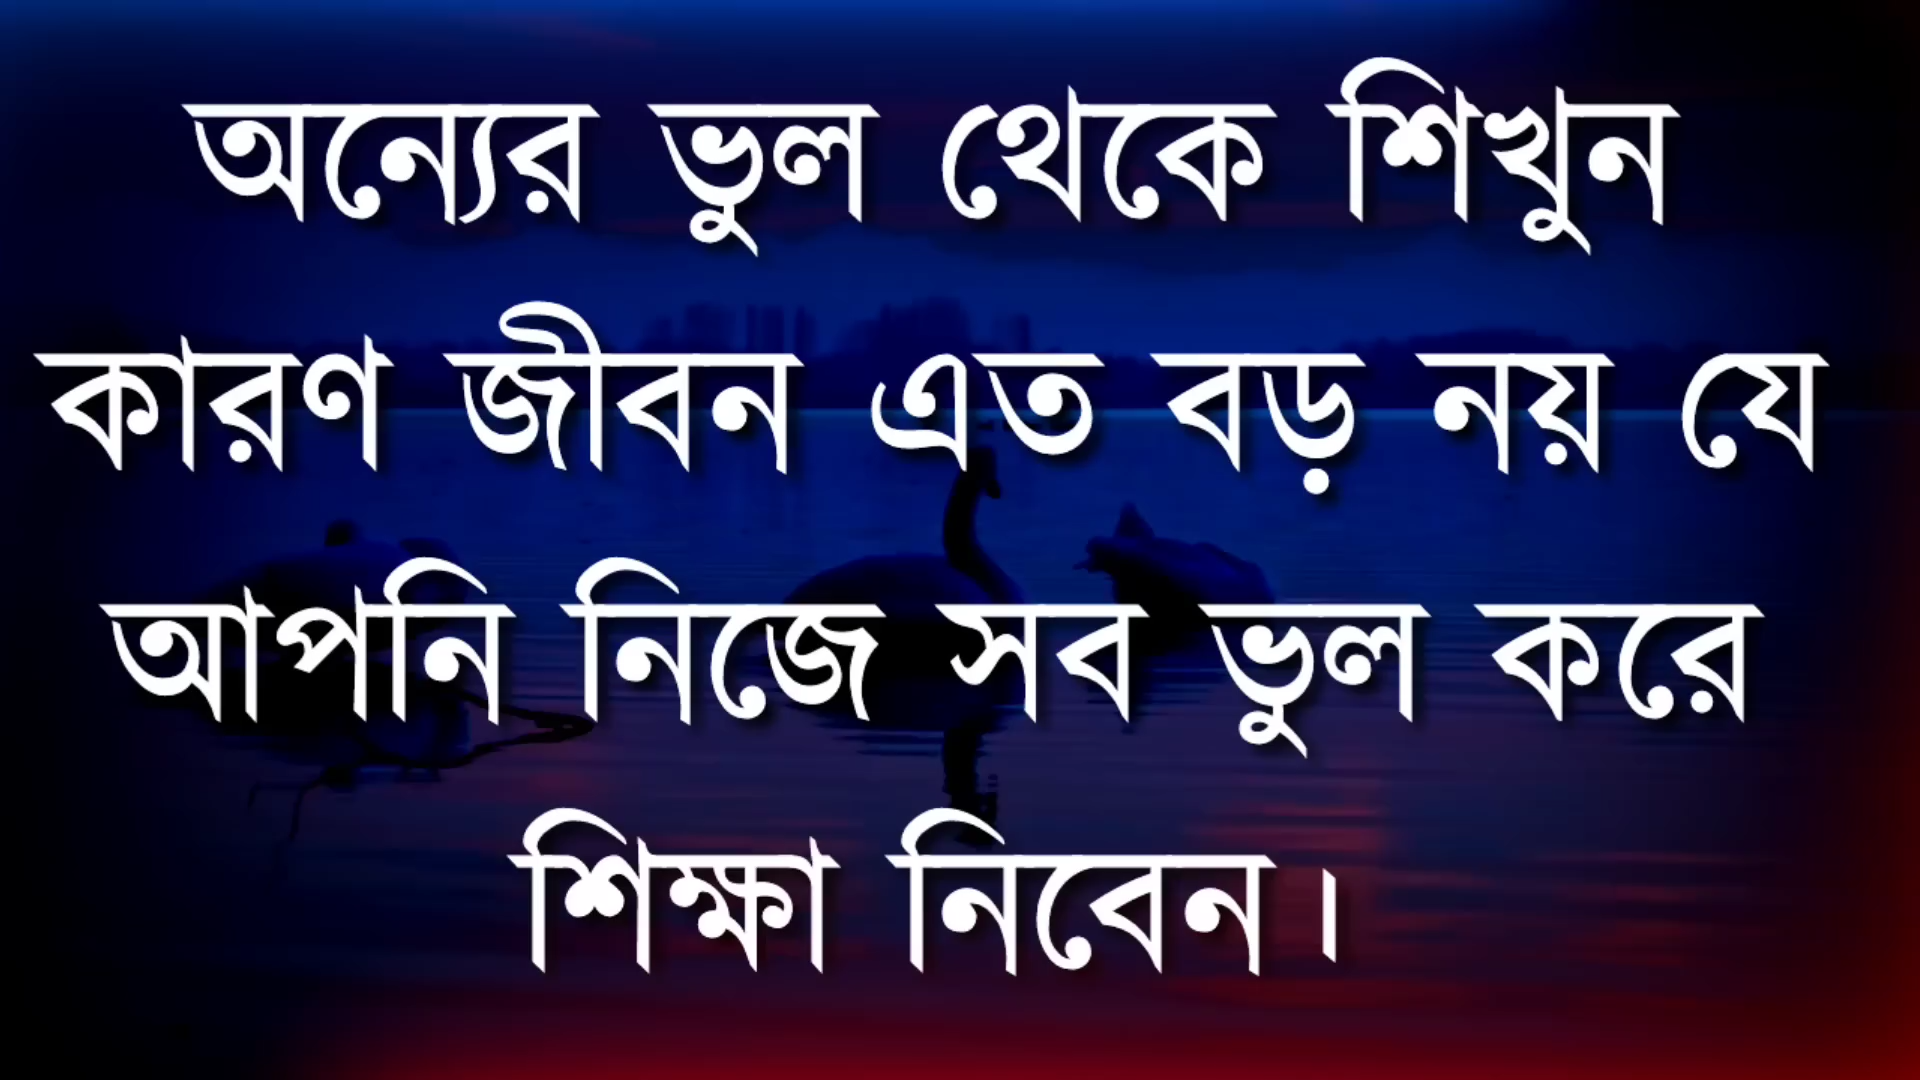 অন্যের ভুল থেকে শিখুন
কারণ জীবন এত বড় নয় যে
আপনি নিজে সব ভুল করে
শিক্ষা নিবেন।